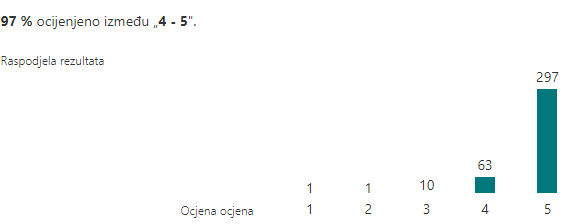 97 % ocijenjeno između „4 - 5".
Raspodjela rezultata
297
63
10
1 1
Ocjena ocjena 1 2 3 4 5